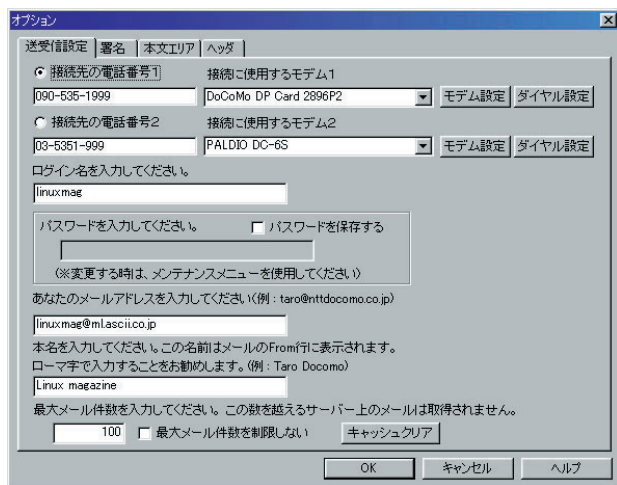 オプション
送受信設定 署名 本文エリア ヘッダ
接続先の電話番号1 接続に使用するモデム1
090-535-1999 DoCoMo DP Card 2896P2 モデム設定 ダイヤル設定
接続先の電話番号2 接続に使用するモデム2
03-5351-999 PALDIO DC-6S モデム設定 ダイヤル設定
ログイン名を入力してください。
linuxmag
パスワードを入力してください。 パスワードを保存する
(※変更する時は、メンテナンスメニューを使用してください)
あなたのメールアドレスを入力してください(例:taro@nttdocomo.co.jp)
linuxmag@ml.ascii.co.jp
本名を入力してください。この名前はメールのFrom行に表示されます。
ローマ字で入力することをお勧めします。(例:Taro Docomo)
Linux magazine
最大メール件数を入力してください。この数を越えるサーバー上のメールは取得されません。
100 最大メール件数を制限しない キャッシュクリア
OK キャンセル ヘルプ